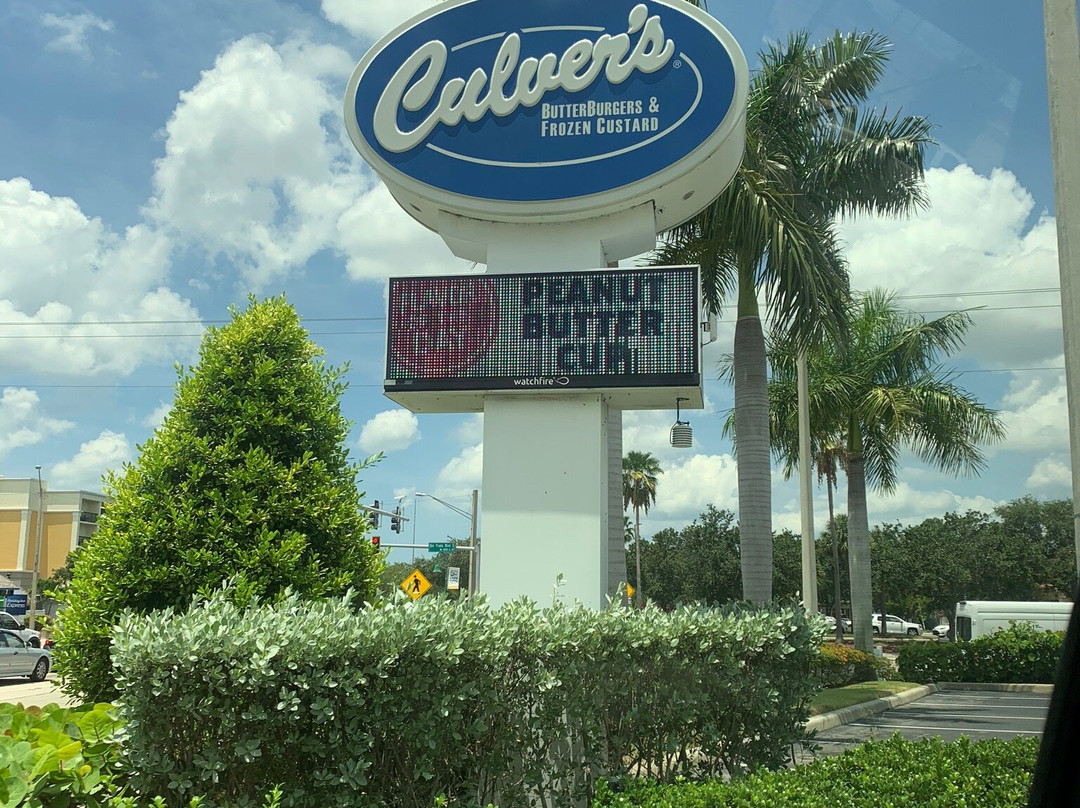 Culver's®
BUTTERBURGERS &
FROZEN CUSTARD
PEANUT
BUTTER
CUP
watchfire